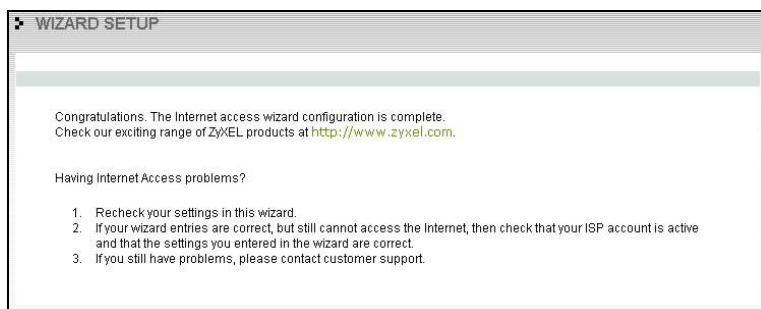 WIZARD SETUP
Congratulations. The Internet access wizard configuration is complete.
Check our exciting range of ZyXEL products at http://www.zyxel.com.
Having Internet Access problems?
1. Recheck your settings in this wizard.
2. If your wizard entries are correct, but still cannot access the Internet, then check that your ISP account is active
and that the settings you entered in the wizard are correct.
3. If you still have problems, please contact customer support.